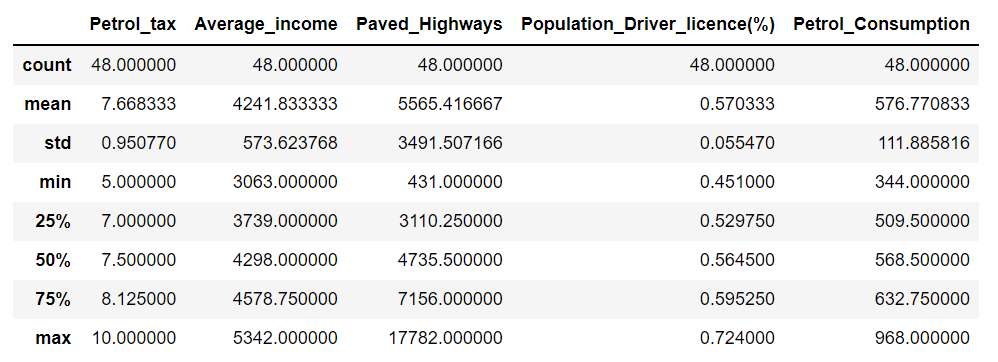 Petrol_tax Average_income Paved_Highways Population_Driver_licence(%) Petrol_Consumption
count 48.000000 48.000000 48.000000 48.000000 48.000000
mean 7.668333 4241.833333 5565.416667 0.570333 576.770833
std 0.950770 573.623768 3491.507166 0.055470 111.885816
min 5.000000 3063.000000 431.000000 0.451000 344.000000
25% 7.000000 3739.000000 3110.250000 0.529750 509.500000
50% 7.500000 4298.000000 4735.500000 0.564500 568.500000
75% 8.125000 4578.750000 7156.000000 0.595250 632.750000
max 10.000000 5342.000000 17782.000000 0.724000 968.000000